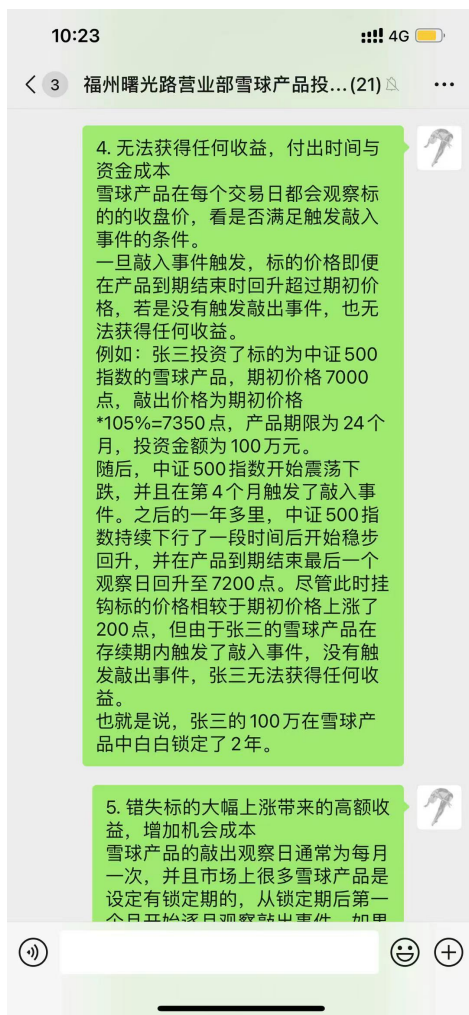 10:23
4G
3 福州曙光路营业部雪球产品投...(21)
4. 无法获得任何收益，付出时间与
资金成本
雪球产品在每个交易日都会观察标
的的收盘价，看是否满足触发敲入
事件的条件。
一旦敲入事件触发，标的价格即便
在产品到期结束时回升超过期初价
格，若是没有触发敲出事件，也无
法获得任何收益。
例如：张三投资了标的为中证500
指数的雪球产品，期初价格7000
点，敲出价格为期初价格
*105%=7350点，产品期限为24个
月，投资金额为100万元。
随后，中证500指数开始震荡下
跌，并且在第4个月触发了敲入事
件。之后的一年多里，中证500指
数持续下行了一段时间后开始稳步
回升，并在产品到期结束最后一个
观察日回升至7200点。尽管此时挂
钩标的价格相较于期初价格上涨了
200点，但由于张三的雪球产品在
存续期内触发了敲入事件，没有触
发敲出事件，张三无法获得任何收
益。
也就是说，张三的100万在雪球产
品中白白锁定了2年。
5. 错失标的大幅上涨带来的高额收
益，增加机会成本
雪球产品的敲出观察日通常为每月
一次，并且市场上很多雪球产品是
设定有锁定期的，从锁定期后第一
个月开始逐月观察敲出事件，如果